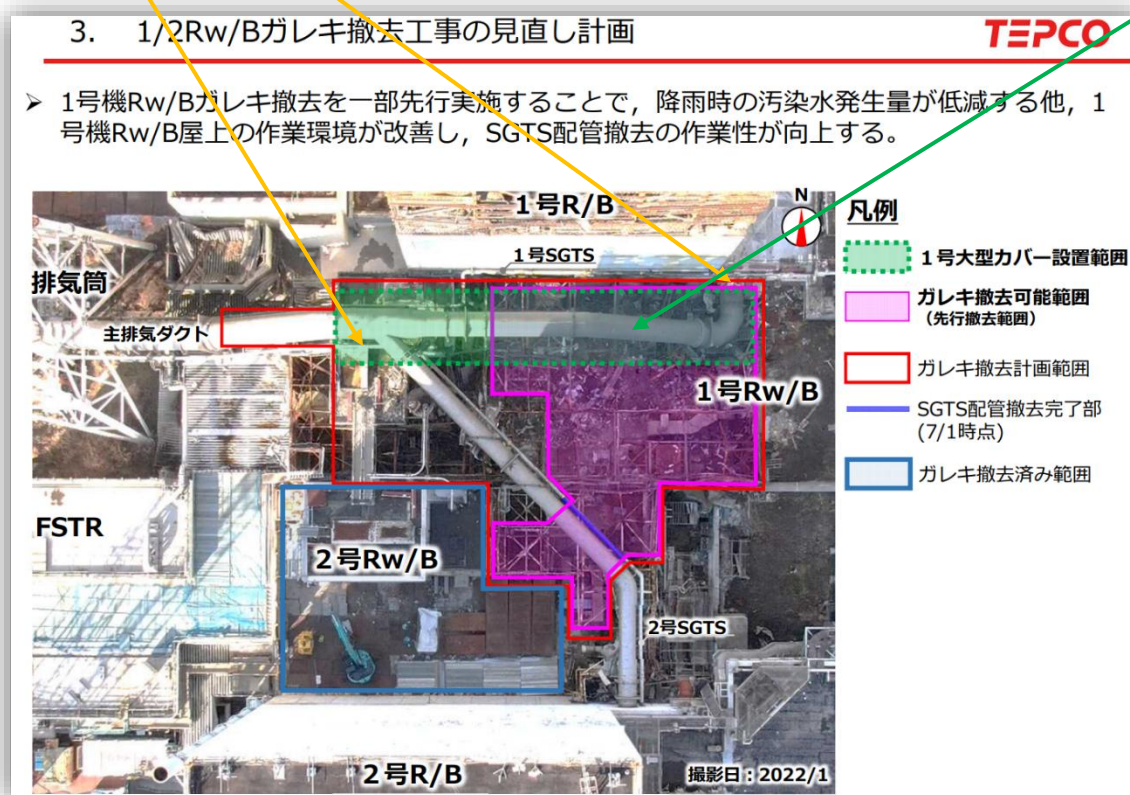 3. 1/2Rw/Bガレキ撤去工事の見直し計画
TEPCO
➢ 1号機Rw/Bガレキ撤去を一部先行実施することで，降雨時の汚染水発生量が低減する他，1
号機Rw/B屋上の作業環境が改善し，SGTS配管撤去の作業性が向上する。
1号R/B
N
1号SGTS
排気筒
主排気ダクト
1号Rw/B
FSTR
2号Rw/B
2号SGTS
2号R/B
撮影日：2022/1
凡例
1号大型カバー設置範囲
ガレキ撤去可能範囲
（先行撤去範囲）
ガレキ撤去計画範囲
SGTS配管撤去完了部
(7/1時点)
ガレキ撤去済み範囲